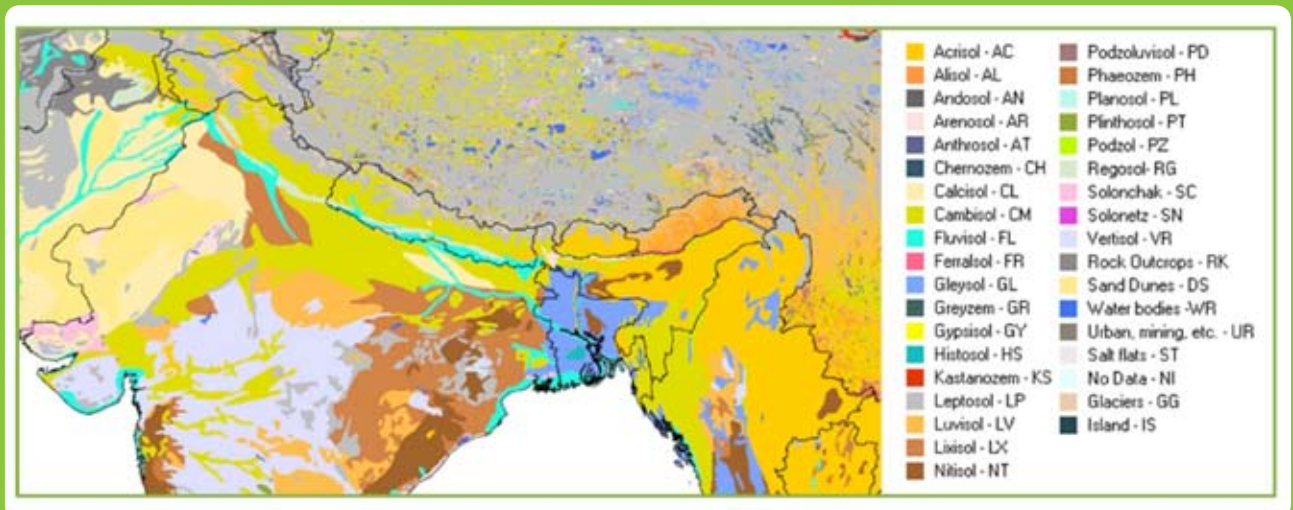 Acrisol - AC
Alisol - AL
Andosol - AN
Arenosol - AR
Anthrosol - AT
Chernozem - CH
Calcisol - CL
Cambisol - CM
Fluvisol - FL
Ferralsol - FR
Gleysol - GL
Greyzem - GR
Gypsisol - GY
Histosol - HS
Kastanozem - KS
Leptosol - LP
Luvisol - LV
Lixisol - LX
Nitisol - NT
Podzoluvisol - PD
Phaeozem - PH
Planosol - PL
Plinthosol - PT
Podzol - PZ
Regosol- RG
Solonchak - SC
Solonetz - SN
Vertisol - VR
Rock Outcrops - RK
Sand Dunes - DS
Water bodies -WR
Urban, mining, etc. - UR
Salt flats - ST
No Data - NI
Glaciers - GG
Island - IS